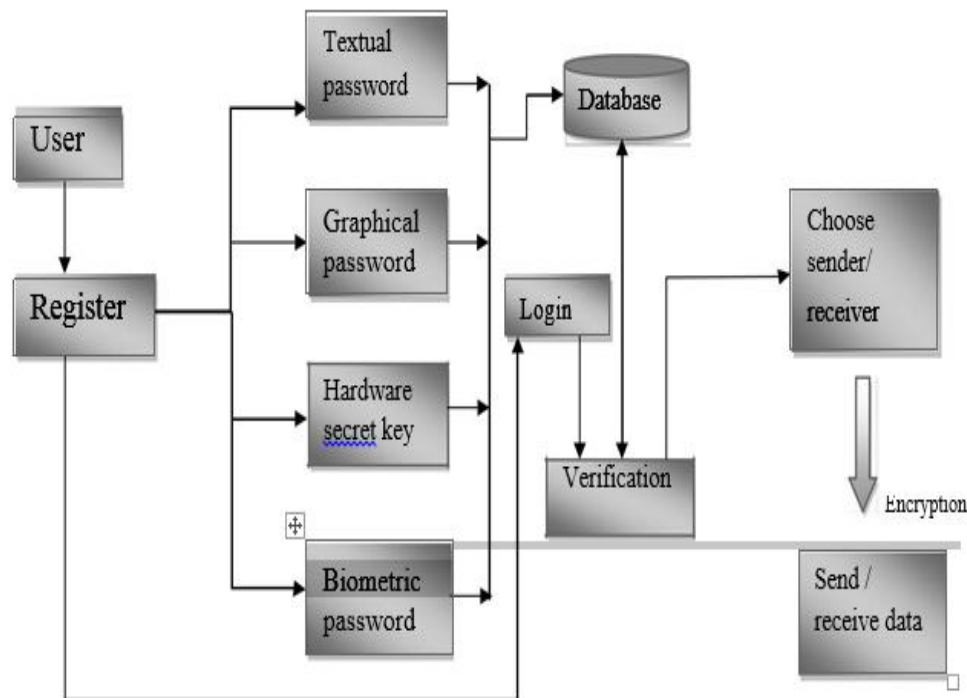 Textual
password
Database
User
Graphical
password
Choose
sender/
receiver
Register
Login
Hardware
secret key
Verification
Encryption
Biometric
password
Send /
receive data